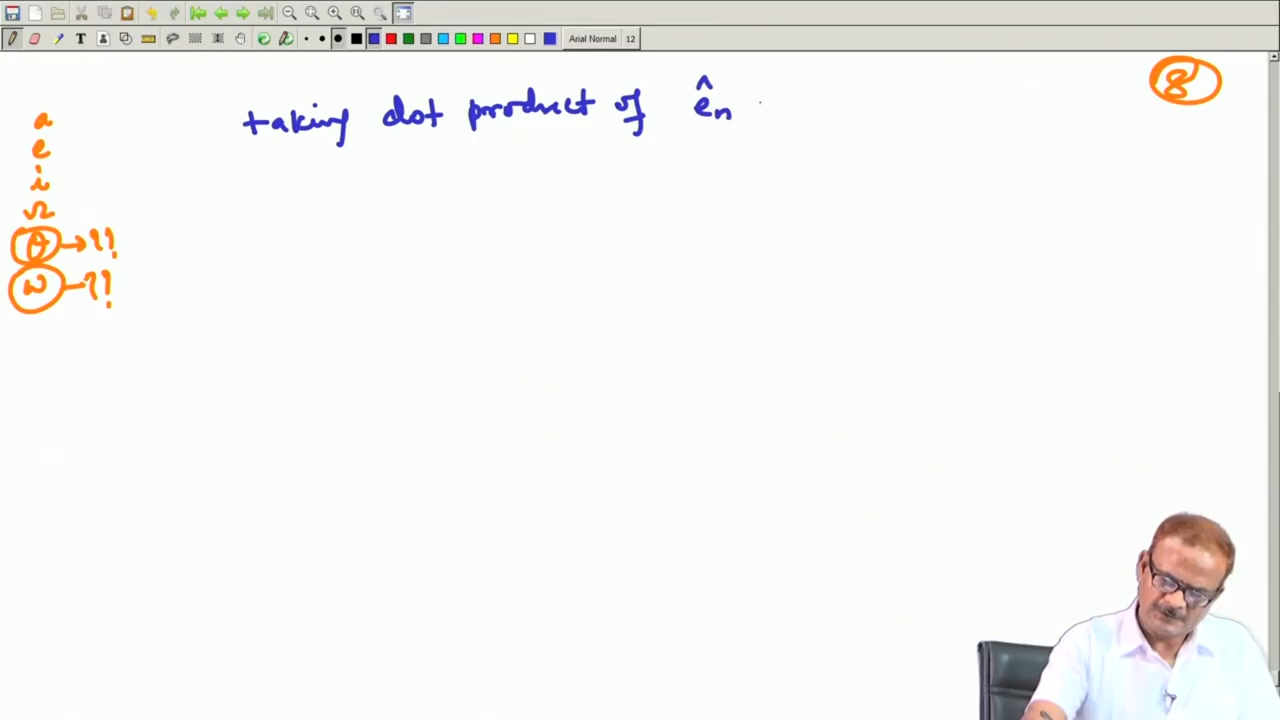 Arial Normal 12
8
taking dot product of ên
a
e
i
Ω
θ → ??
ω → ??